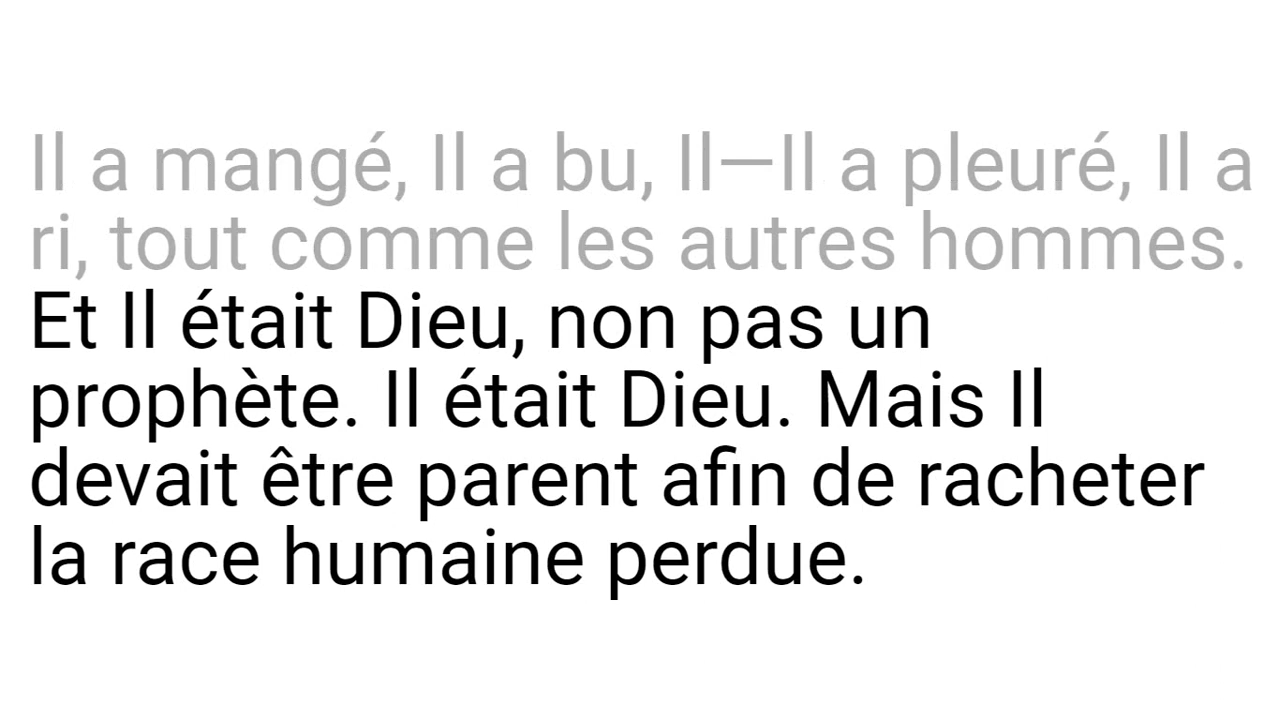 Il a mangé, Il a bu, Il—Il a pleuré, Il a
ri, tout comme les autres hommes.
Et Il était Dieu, non pas un
prophète. Il était Dieu. Mais Il
devait être parent afin de racheter
la race humaine perdue.